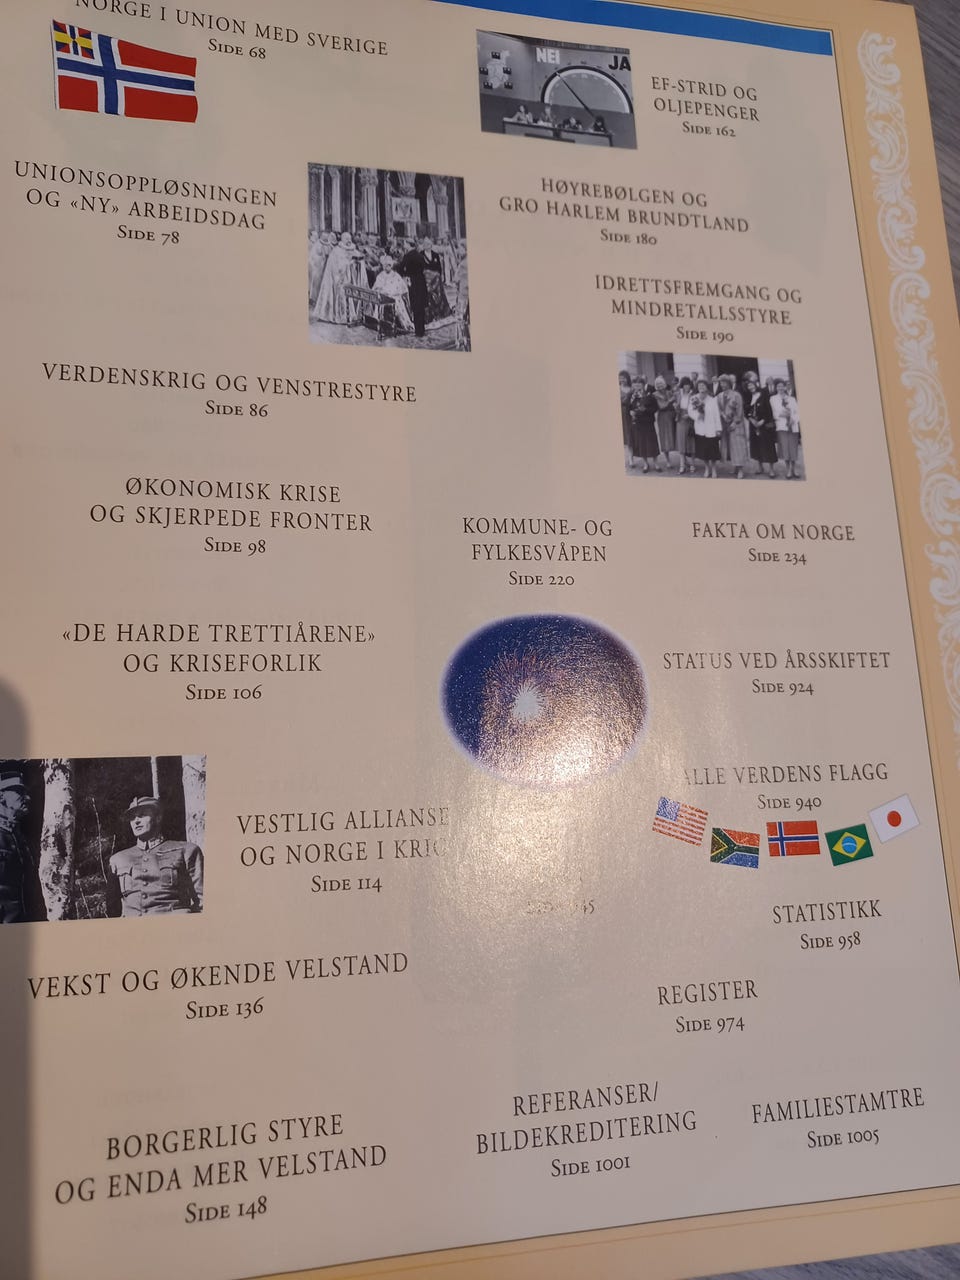 NORGE I UNION MED SVERIGE
SIDE 68
UNIONSOPPLØSNINGEN
OG «NY» ARBEIDSDAG
SIDE 78
VERDENSKRIG OG VENSTRESTYRE
SIDE 86
ØKONOMISK KRISE
OG SKJERPEDE FRONTER
SIDE 98
«DE HARDE TRETTIÅRENE»
OG KRISEFORLIK
SIDE 106
VESTLIG ALLIANSE
OG NORGE I
SIDE 114
VEKST OG ØKENDE VELSTAND
SIDE 136
BORGERLIG STYRE
OG ENDA MER VELSTAND
SIDE 148
NEI
JA
EF-STRID OG
OLJEPENGER
SIDE 162
HØYREBØLGEN OG
GRO HARLEM BRUNDTLAND
SIDE 180
IDRETTSFREMGANG OG
MINDRETALLSSTYRE
SIDE 190
KOMMUNE- OG
FYLKESVÅPEN
SIDE 220
FAKTA OM NORGE
SIDE 234
STATUS VED ÅRSSKIFTET
SIDE 924
ALLE VERDENS FLAGG
SIDE 940
STATISTIKK
SIDE 958
REGISTER
SIDE 974
REFERANSER/
BILDEKREDITERING
SIDE 1001
FAMILIESTAMTRE
SIDE 1005